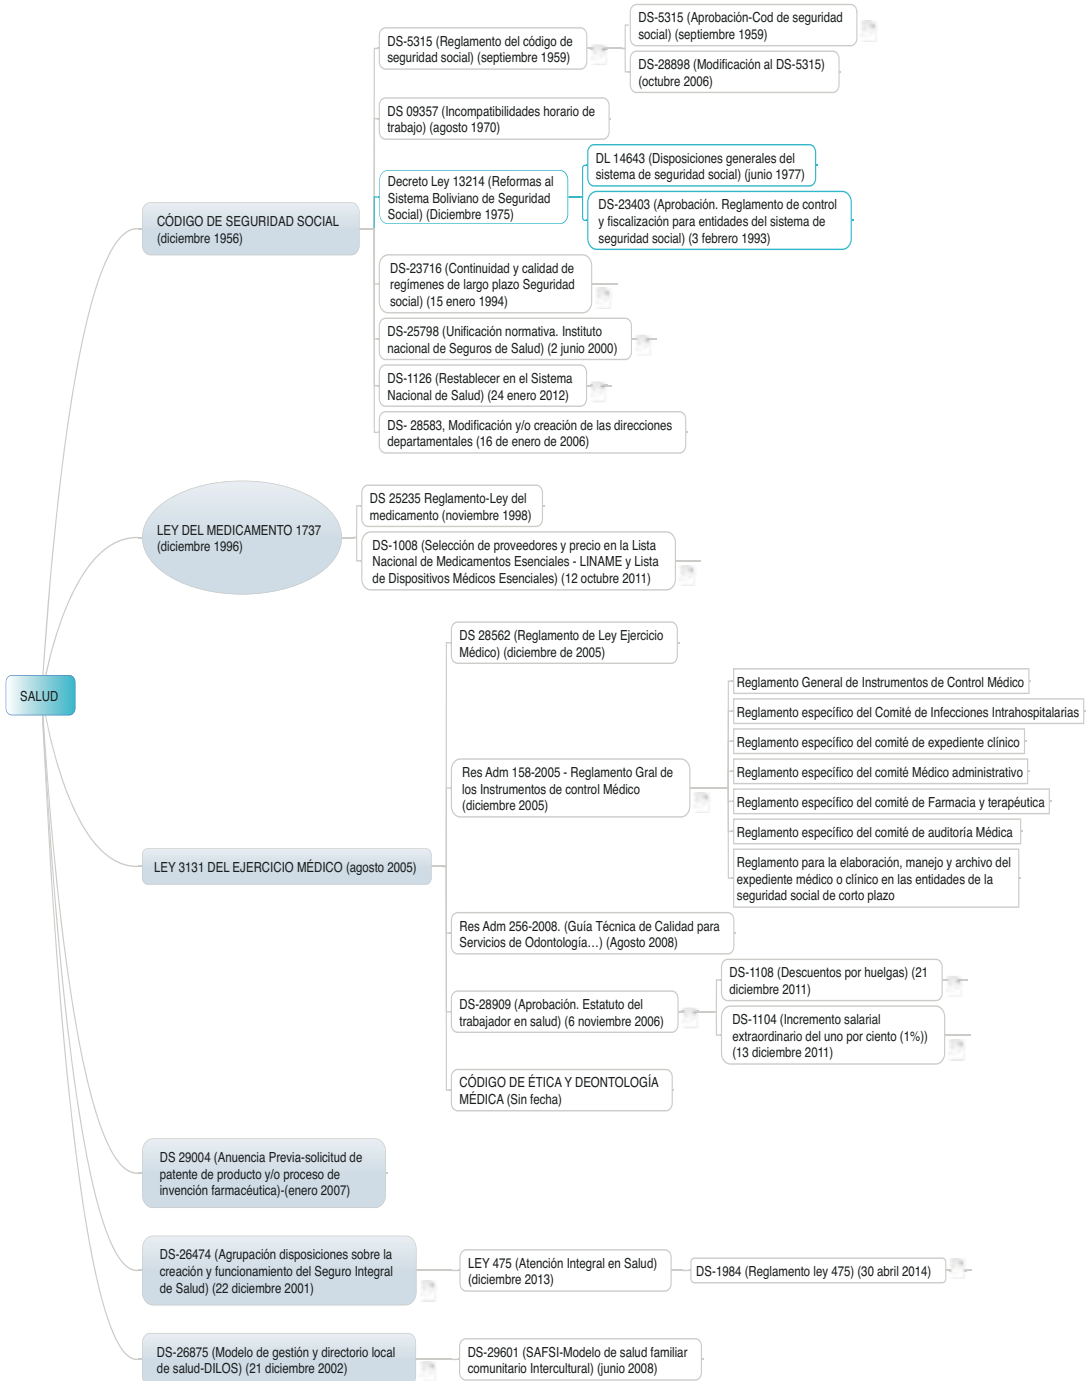 SALUD
CÓDIGO DE SEGURIDAD SOCIAL
(diciembre 1956)
DS-5315 (Reglamento del código de
seguridad social) (septiembre 1959)
DS-5315 (Aprobación-Cod de seguridad
social) (septiembre 1959)
DS-28898 (Modificación al DS-5315)
(octubre 2006)
DS 09357 (Incompatibilidades horario de
trabajo) (agosto 1970)
Decreto Ley 13214 (Reformas al
Sistema Boliviano de Seguridad
Social) (Diciembre 1975)
DL 14643 (Disposiciones generales del
sistema de seguridad social) (junio 1977)
DS-23403 (Aprobación. Reglamento de control
y fiscalización para entidades del sistema de
seguridad social) (3 febrero 1993)
DS-23716 (Continuidad y calidad de
regímenes de largo plazo Seguridad
social) (15 enero 1994)
DS-25798 (Unificación normativa. Instituto
nacional de Seguros de Salud) (2 junio 2000)
DS-1126 (Restablecer en el Sistema
Nacional de Salud) (24 enero 2012)
DS- 28583, Modificación y/o creación de las direcciones
departamentales (16 de enero de 2006)
LEY DEL MEDICAMENTO 1737
(diciembre 1996)
DS 25235 Reglamento-Ley del
medicamento (noviembre 1998)
DS-1008 (Selección de proveedores y precio en la Lista
Nacional de Medicamentos Esenciales - LINAME y Lista
de Dispositivos Médicos Esenciales) (12 octubre 2011)
LEY 3131 DEL EJERCICIO MÉDICO (agosto 2005)
DS 28562 (Reglamento de Ley Ejercicio
Médico) (diciembre de 2005)
Res Adm 158-2005 - Reglamento Gral de
los Instrumentos de control Médico
(diciembre 2005)
Reglamento General de Instrumentos de Control Médico
Reglamento específico del Comité de Infecciones Intrahospitalarias
Reglamento específico del comité de expediente clínico
Reglamento específico del comité Médico administrativo
Reglamento específico del comité de Farmacia y terapéutica
Reglamento específico del comité de auditoría Médica
Reglamento para la elaboración, manejo y archivo del
expediente médico o clínico en las entidades de la
seguridad social de corto plazo
Res Adm 256-2008. (Guía Técnica de Calidad para
Servicios de Odontología...) (Agosto 2008)
DS-28909 (Aprobación. Estatuto del
trabajador en salud) (6 noviembre 2006)
DS-1108 (Descuentos por huelgas) (21
diciembre 2011)
DS-1104 (Incremento salarial
extraordinario del uno por ciento (1%))
(13 diciembre 2011)
CÓDIGO DE ÉTICA Y DEONTOLOGÍA
MÉDICA (Sin fecha)
DS 29004 (Anuencia Previa-solicitud de
patente de producto y/o proceso de
invención farmacéutica)-(enero 2007)
DS-26474 (Agrupación disposiciones sobre la
creación y funcionamiento del Seguro Integral
de Salud) (22 diciembre 2001)
LEY 475 (Atención Integral en Salud)
(diciembre 2013)
DS-1984 (Reglamento ley 475) (30 abril 2014)
DS-26875 (Modelo de gestión y directorio local
de salud-DILOS) (21 diciembre 2002)
DS-29601 (SAFSI-Modelo de salud familiar
comunitario Intercultural) (junio 2008)